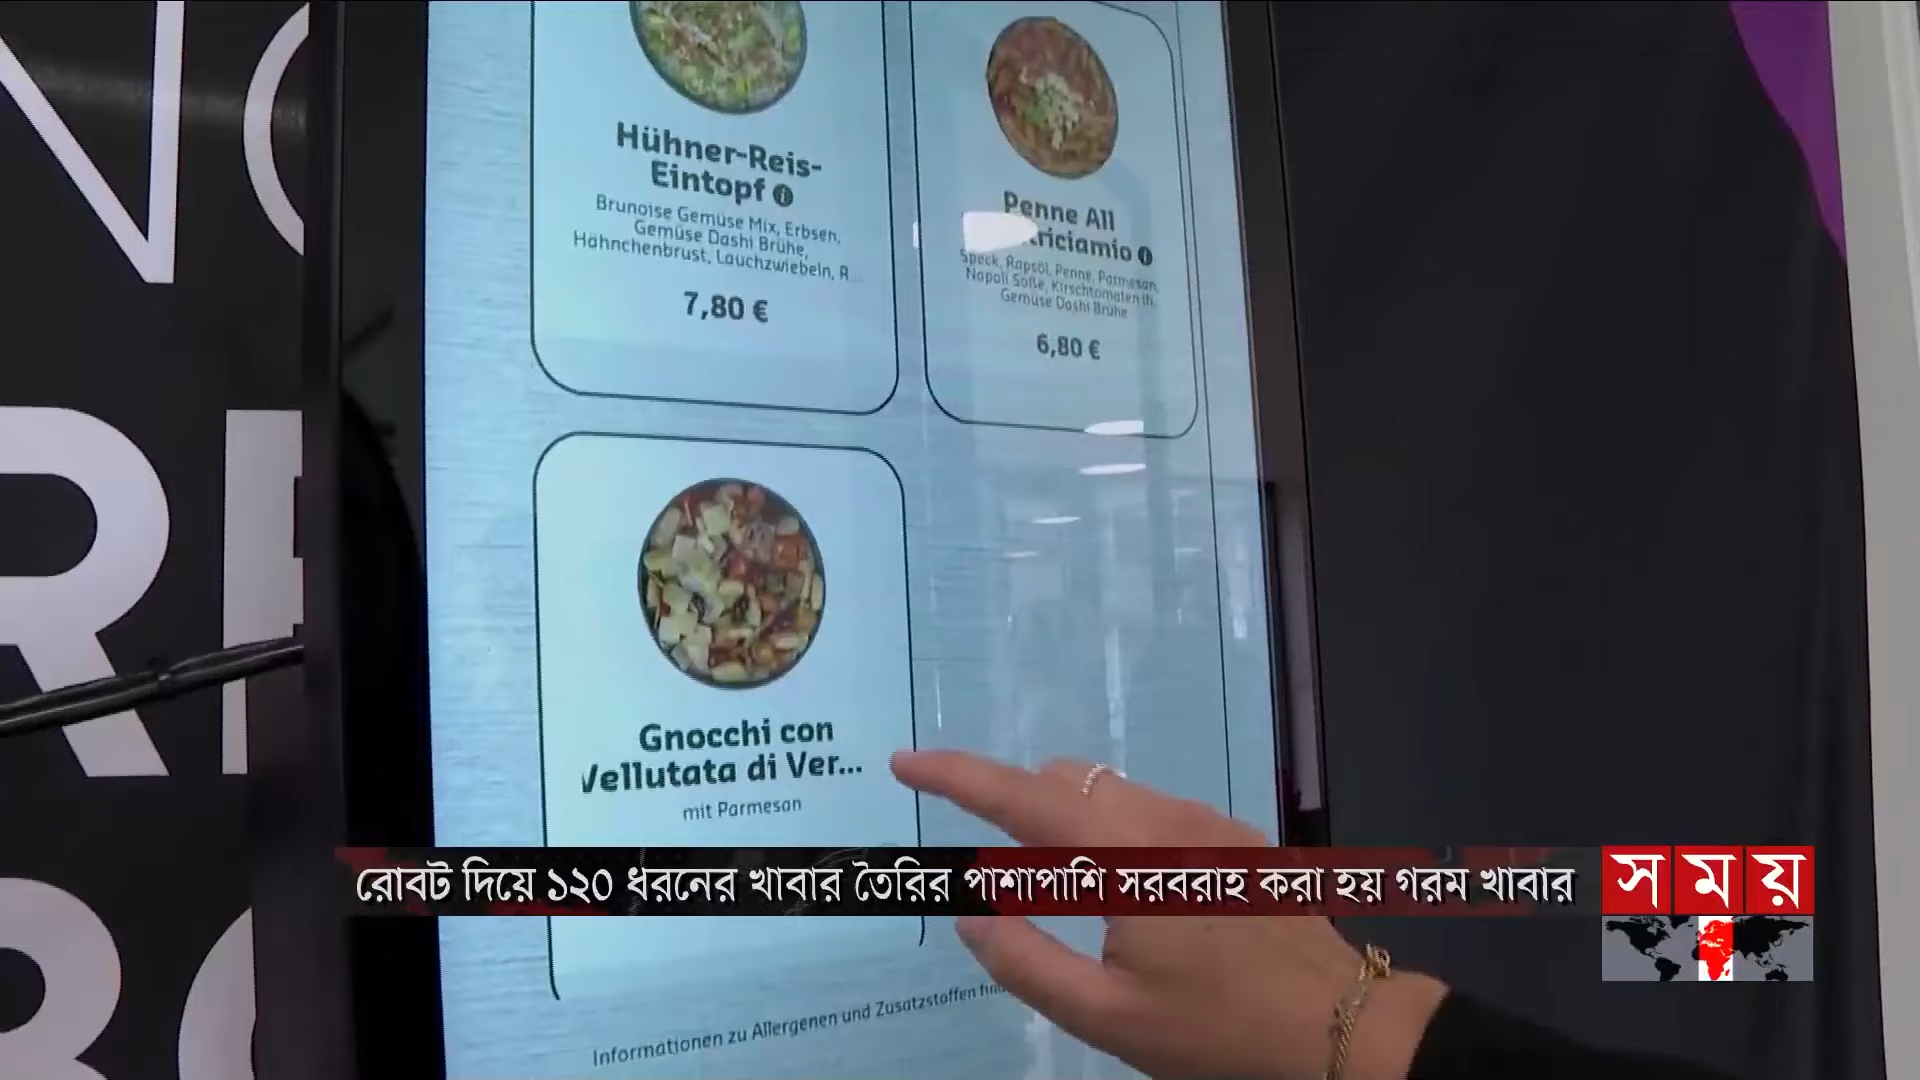 Hühner-Reis-
Eintopf
Brunoise Gemüse Mix, Erbsen,
Gemüse Dashi Brühe,
Hähnchenbrust, Lauchzwiebeln, R...
7,80 €
Penne All
triciamio
Speck, Rapsöl, Penne, Parmesan,
Napoli Soße, Kirschtomaten ih,
Gemüse Dashi Brühe
6,80 €
Gnocchi con
Vellutata di Ver...
mit Parmesan
রোবট দিয়ে ১২০ ধরনের খাবার তৈরির পাশাপাশি সরবরাহ করা হয় গরম খাবার
সময়
Informationen zu Allergenen und Zusatzstoffen